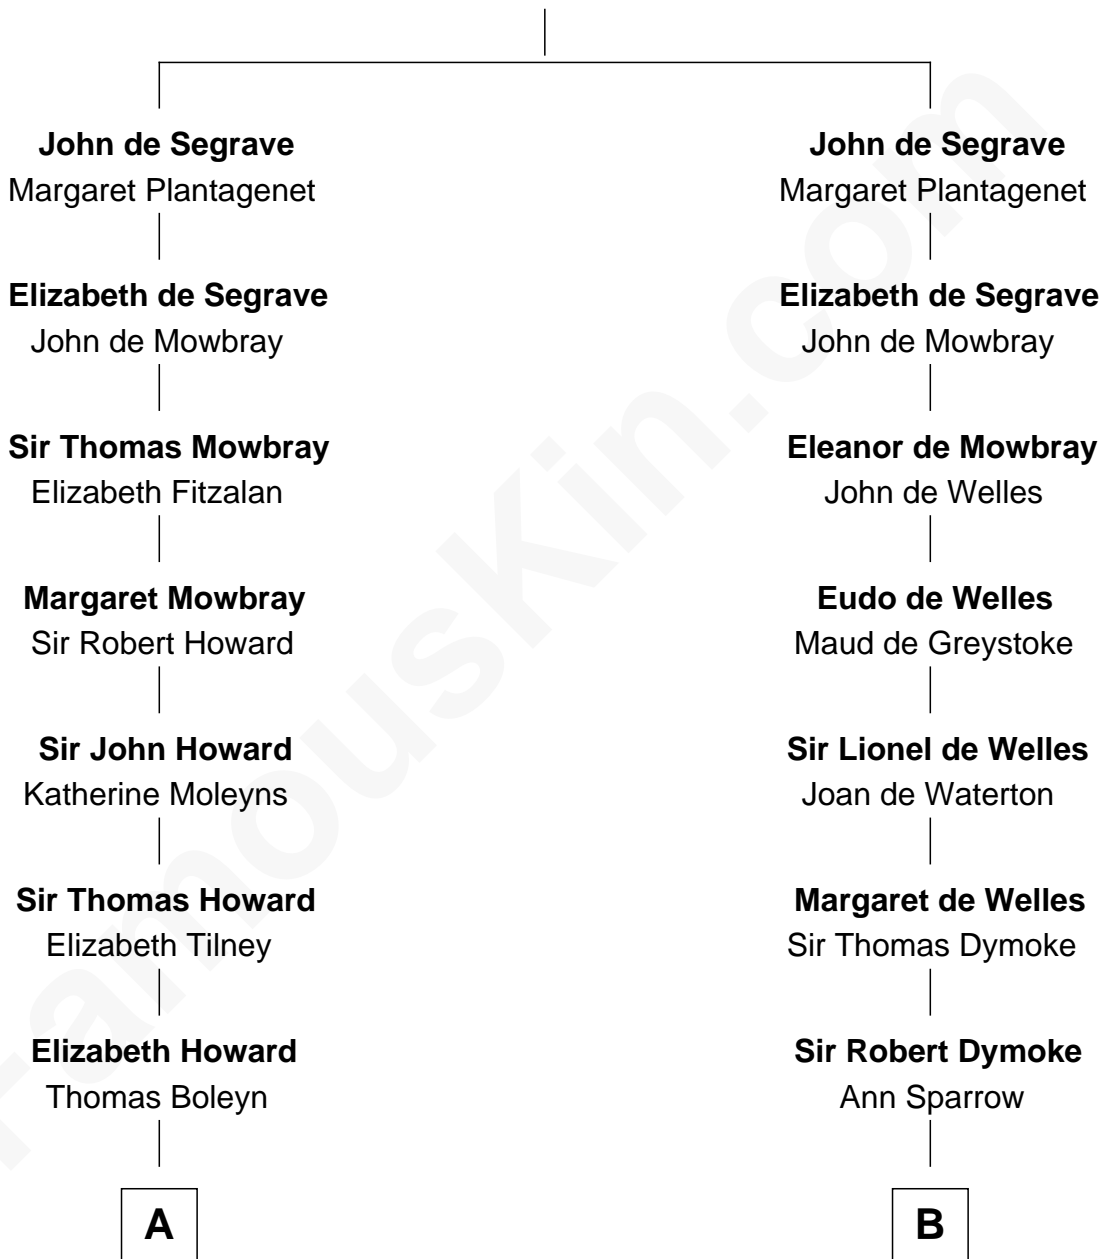 John de Segrave
Margaret Plantagenet
Elizabeth de Segrave
John de Mowbray
Sir Thomas Mowbray
Elizabeth Fitzalan
Margaret Mowbray
Sir Robert Howard
Sir John Howard
Katherine Moleyns
Sir Thomas Howard
Elizabeth Tilney
Elizabeth Howard
Thomas Boleyn
A
John de Segrave
Margaret Plantagenet
Elizabeth de Segrave
John de Mowbray
Eleanor de Mowbray
John de Welles
Eudo de Welles
Maud de Greystoke
Sir Lionel de Welles
Joan de Waterton
Margaret de Welles
Sir Thomas Dymoke
Sir Robert Dymoke
Ann Sparrow
B
FamousKin.com